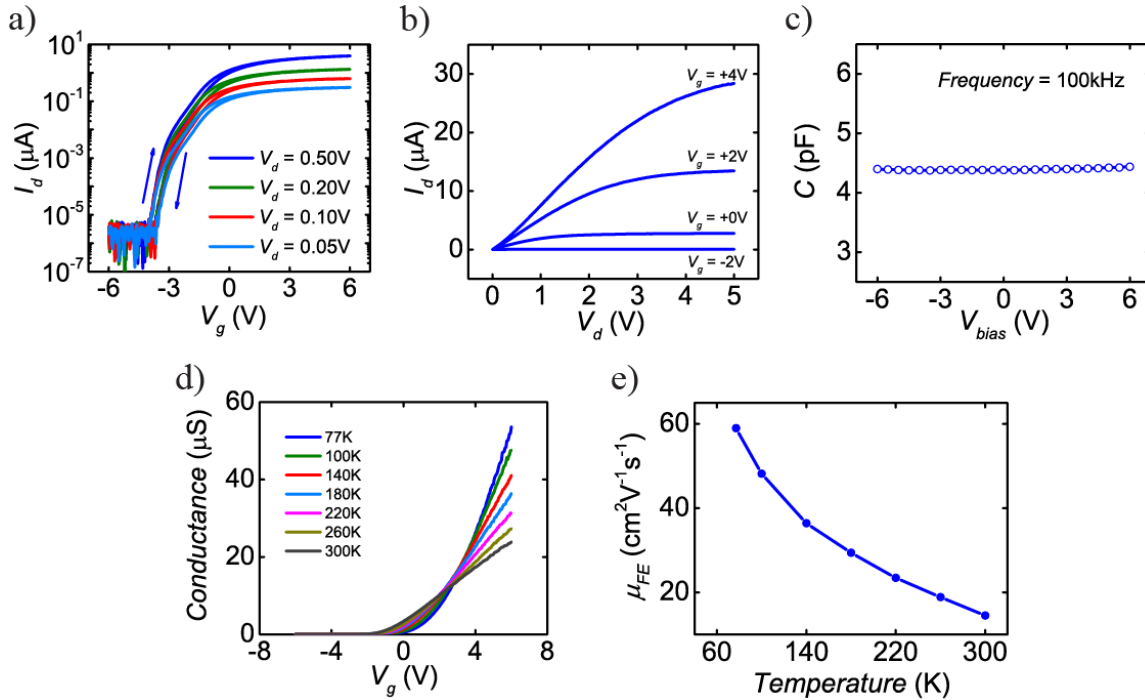 a)
10¹
10⁻¹
10⁻³
10⁻⁵
10⁻⁷
I_d (μA)
V_d = 0.50V
V_d = 0.20V
V_d = 0.10V
V_d = 0.05V
-6 -3 0 3 6
V_g (V)
b)
30
20
10
0
I_d (μA)
V_g = +4V
V_g = +2V
V_g = +0V
V_g = -2V
0 1 2 3 4 5
V_d (V)
c)
6
5
4
3
C (pF)
Frequency = 100kHz
-6 -3 0 3 6
V_bias (V)
d)
60
40
20
0
Conductance (μS)
77K
100K
140K
180K
220K
260K
300K
-8 -4 0 4 8
V_g (V)
e)
60
40
20
μ_FE (cm²V⁻¹s⁻¹)
60 140 220 300
Temperature (K)